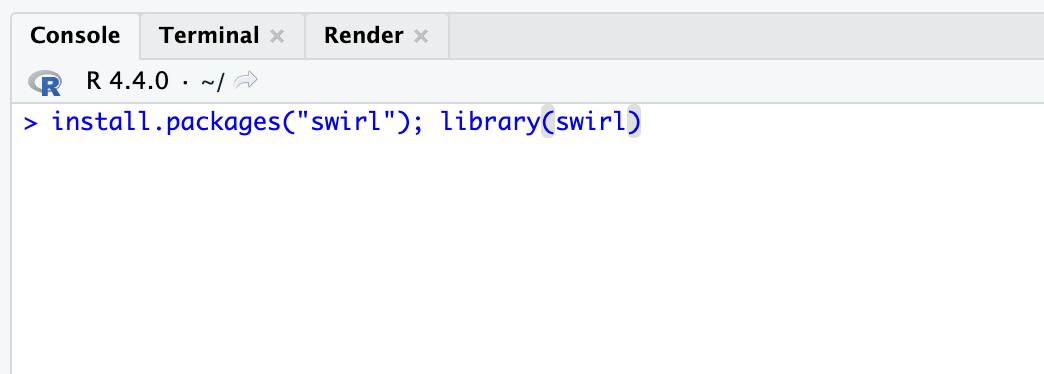 Console Terminal × Render ×
R R 4.4.0 · ~/
> install.packages("swirl"); library(swirl)